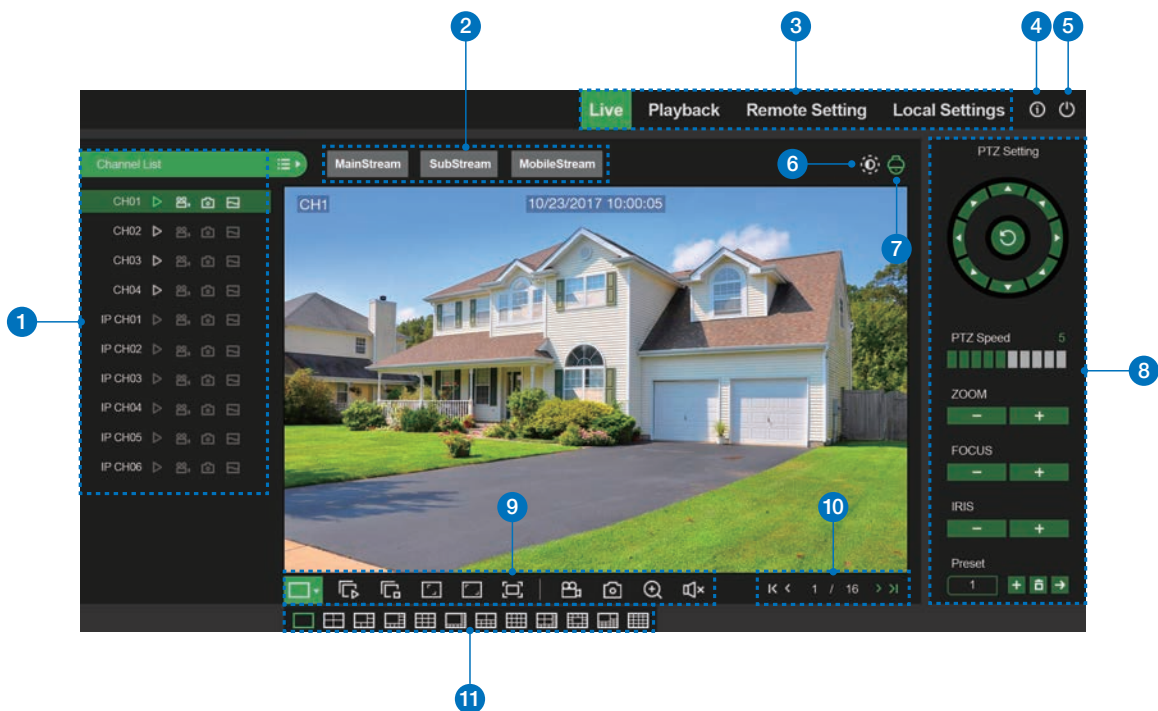 2
3
4
5
Live Playback Remote Setting Local Settings
Channel List
MainStream SubStream MobileStream
6
7
PTZ Setting
CH01
CH02
CH03
CH04
IP CH01
IP CH02
IP CH03
IP CH04
IP CH05
IP CH06
1
CH1 10/23/2017 10:00:05
PTZ Speed 5
8
ZOOM
- +
FOCUS
- +
IRIS
- +
Preset
1 +
9
10
1 / 16
11